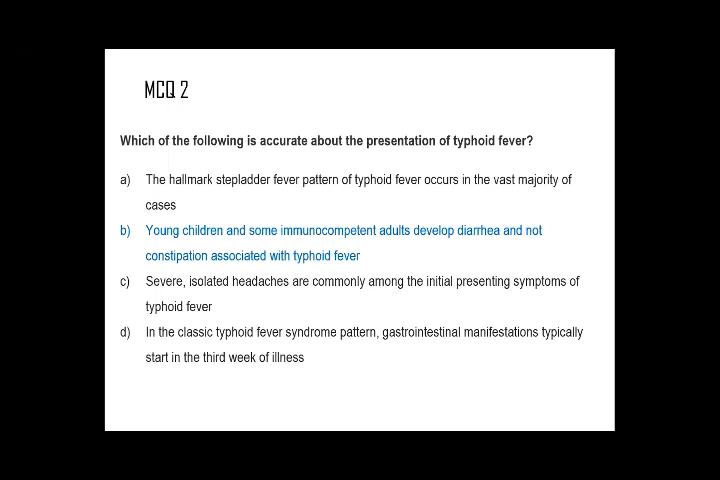 MCQ 2
Which of the following is accurate about the presentation of typhoid fever?
a) The hallmark stepladder fever pattern of typhoid fever occurs in the vast majority of
cases
b) Young children and some immunocompetent adults develop diarrhea and not
constipation associated with typhoid fever
c) Severe, isolated headaches are commonly among the initial presenting symptoms of
typhoid fever
d) In the classic typhoid fever syndrome pattern, gastrointestinal manifestations typically
start in the third week of illness